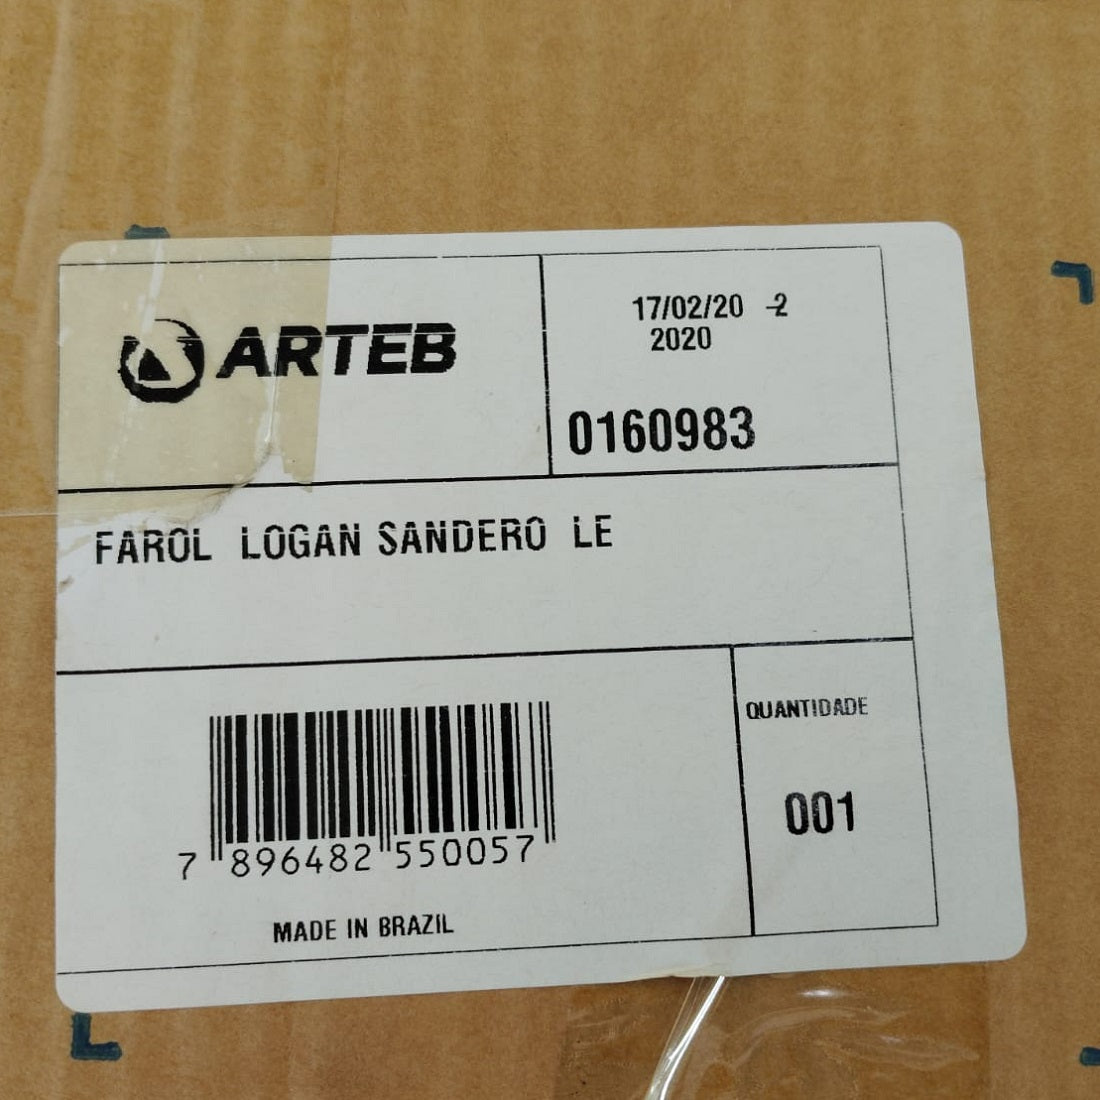 ARTEB
17/02/20 -2
2020
0160983
FAROL LOGAN SANDERO LE
QUANTIDADE
001
7 896482 550057
MADE IN BRAZIL